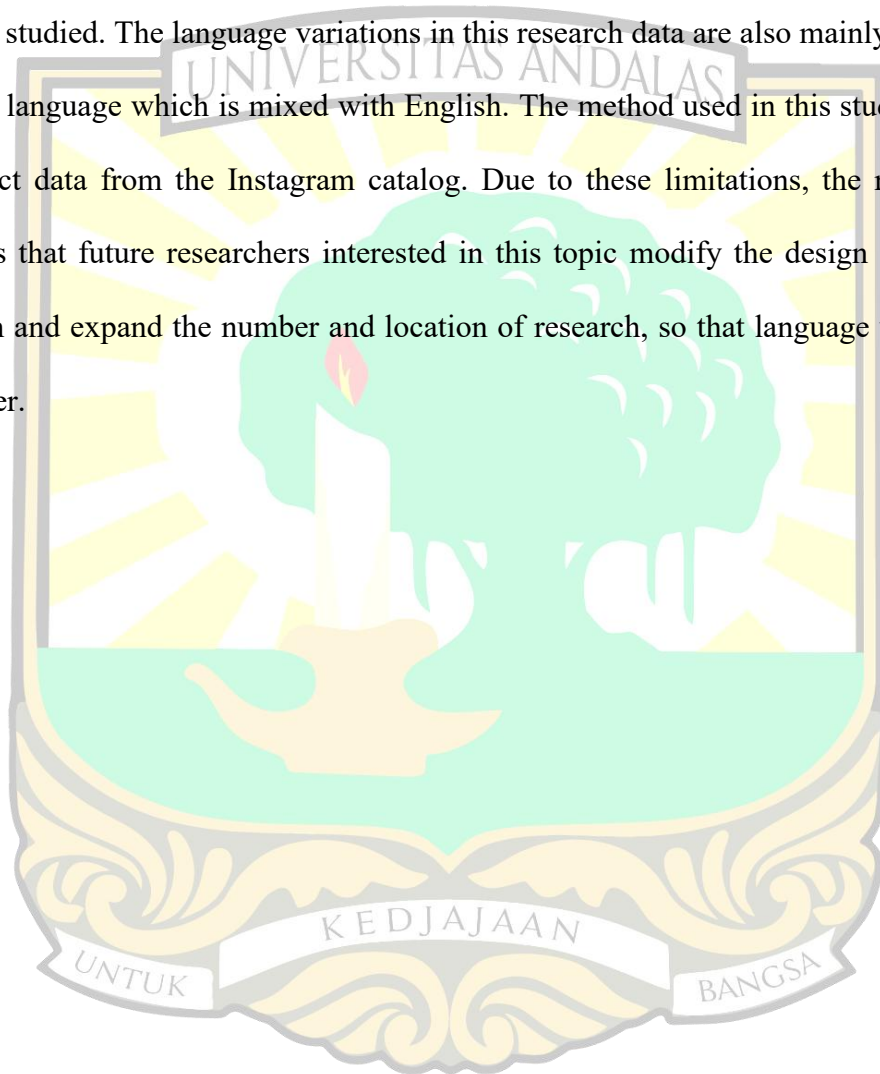 studied. The language variations in this research data are also mainly
UNIVERSITAS ANDALAS
language which is mixed with English. The method used in this
data from the Instagram catalog. Due to these limitations, the
that future researchers interested in this topic modify the design
and expand the number and location of research, so that language
KEDJAJAAN
UNTUK BANGSA